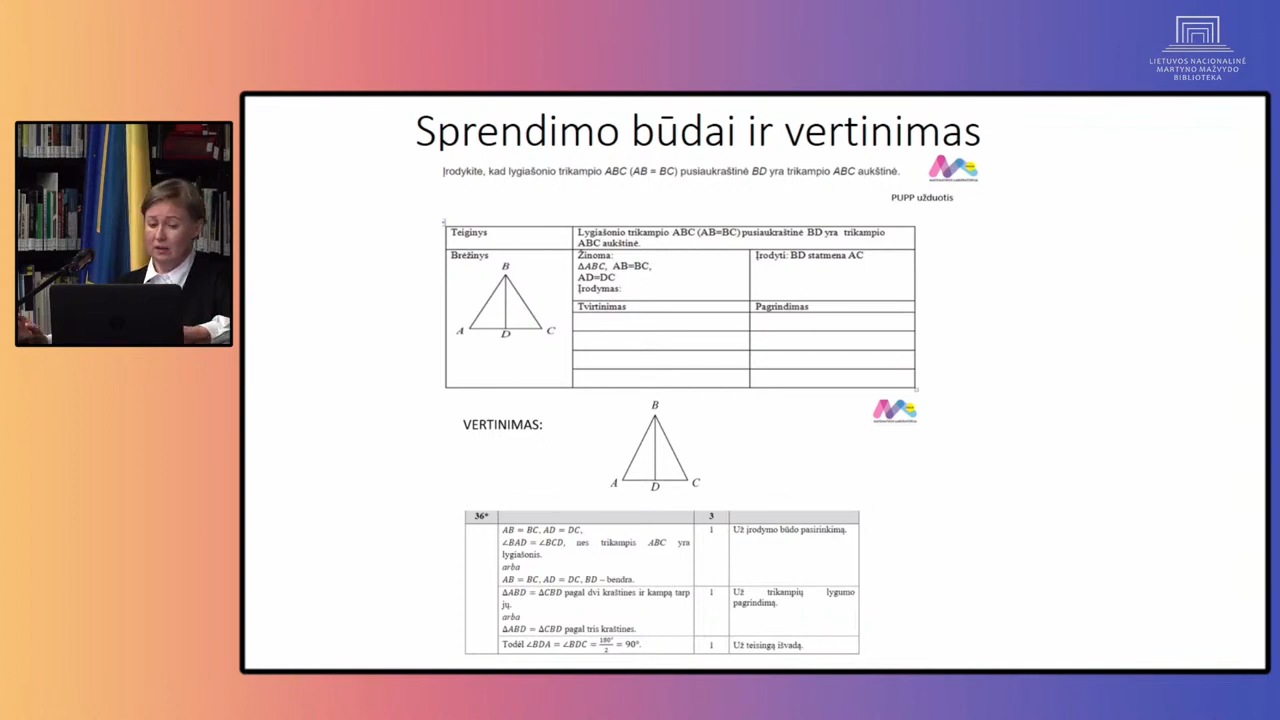 LIETUVOS NACIONALINĖ
MARTYNO MAŽVYDO
BIBLIOTEKA
Sprendimo būdai ir vertinimas
Įrodykite, kad lygiašonio trikampio ABC (AB = BC) pusiaukraštinė BD yra trikampio ABC aukštinė.
PUPP užduotis
Teiginys
Lygiašonio trikampio ABC (AB=BC) pusiaukraštinė BD yra trikampio
ABC aukštinė.
Brėžinys
B
A
D
C
Žinoma:
ΔABC, AB=BC,
AD=DC
Įrodymas:
Įrodyti: BD statmena AC
Tvirtinimas
Pagrindimas
VERTINIMAS:
B
A
D
C
36*
3
AB = BC, AD = DC,
∠BAD = ∠BCD, nes trikampis ABC yra
lygiašonis.
arba
AB = BC, AD = DC, BD – bendra.
1
Už įrodymo būdo pasirinkimą.
ΔABD = ΔCBD pagal dvi kraštines ir kampą tarp
jų.
arba
ΔABD = ΔCBD pagal tris kraštines.
1
Už trikampių lygumo
pagrindimą.
Todėl ∠BDA = ∠BDC = 180°/2 = 90°.
1
Už teisingą išvadą.